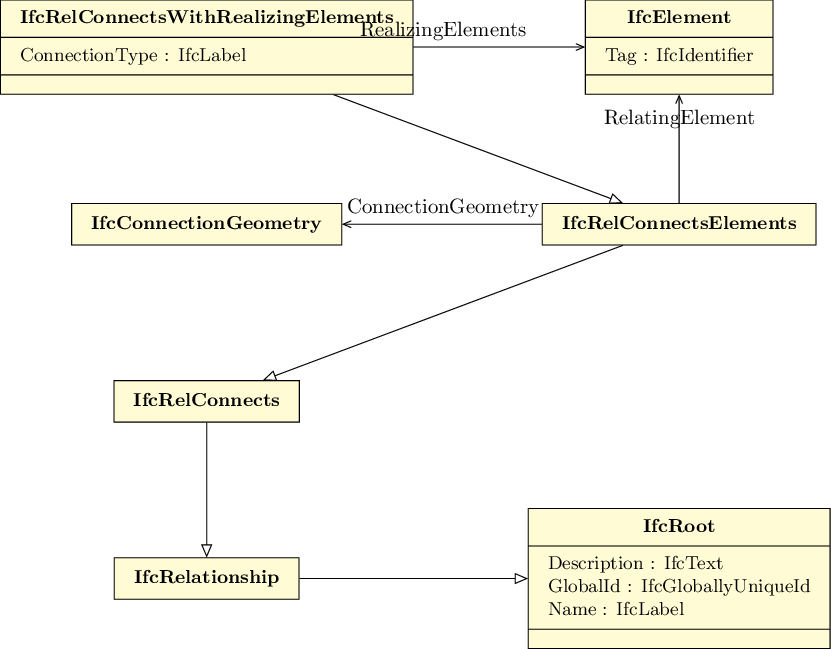 IfcRelConnectsWithRealizingElements
ConnectionType : IfcLabel
RealizingElements
IfcElement
Tag : IfcIdentifier
RelatingElement
IfcConnectionGeometry
ConnectionGeometry
IfcRelConnectsElements
IfcRelConnects
IfcRelationship
IfcRoot
Description : IfcText
GlobalId : IfcGloballyUniqueId
Name : IfcLabel